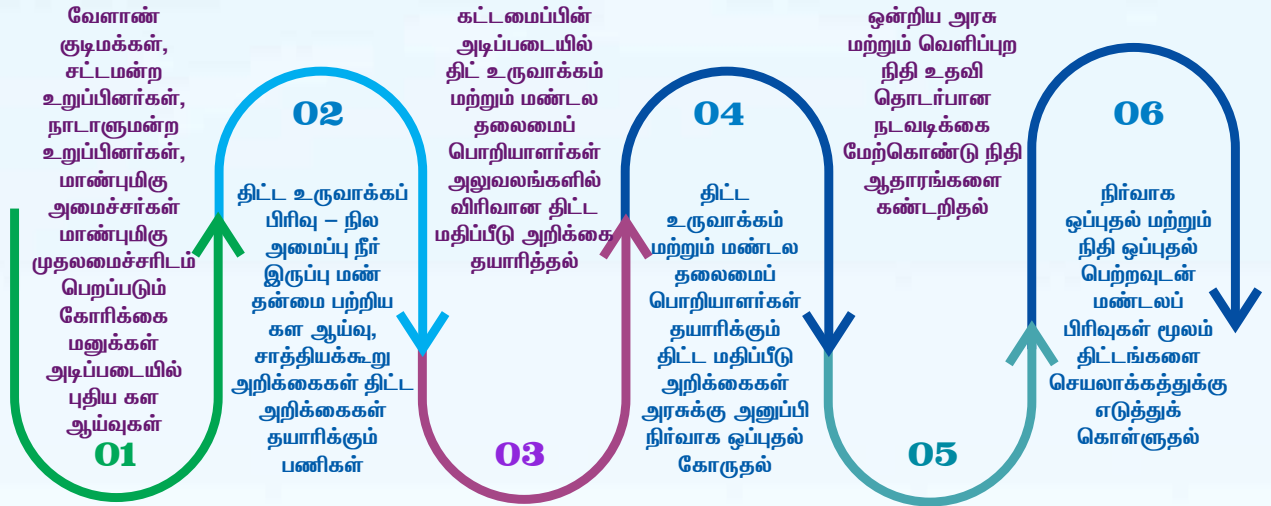 வேளாண்
குடிமக்கள்,
சட்டமன்ற
உறுப்பினர்கள்,
நாடாளுமன்ற
உறுப்பினர்கள்,
மாண்புமிகு
அமைச்சர்கள்
மாண்புமிகு
முதலமைச்சரிடம்
பெறப்படும்
கோரிக்கை
மனுக்கள்
அடிப்படையில்
புதிய கள
ஆய்வுகள்
01
02
திட்ட உருவாக்கப்
பிரிவு – நில
அமைப்பு நீர்
இருப்பு மண்
தன்மை பற்றிய
கள ஆய்வு,
சாத்தியக்கூறு
அறிக்கைகள் திட்ட
அறிக்கைகள்
தயாரிக்கும்
பணிகள்
கட்டமைப்பின்
அடிப்படையில்
திட் உருவாக்கம்
மற்றும் மண்டல
தலைமைப்
பொறியாளர்கள்
அலுவலங்களில்
விரிவான திட்ட
மதிப்பீடு அறிக்கை
தயாரித்தல்
03
04
திட்ட
உருவாக்கம்
மற்றும் மண்டல
தலைமைப்
பொறியாளர்கள்
தயாரிக்கும்
திட்ட மதிப்பீடு
அறிக்கைகள்
அரசுக்கு அனுப்பி
நிர்வாக ஒப்புதல்
கோருதல்
ஒன்றிய அரசு
மற்றும் வெளிப்புற
நிதி உதவி
தொடர்பான
நடவடிக்கை
மேற்கொண்டு நிதி
ஆதாரங்களை
கண்டறிதல்
05
06
நிர்வாக
ஒப்புதல் மற்றும்
நிதி ஒப்புதல்
பெற்றவுடன்
மண்டலப்
பிரிவுகள் மூலம்
திட்டங்களை
செயலாக்கத்துக்கு
எடுத்துக்
கொள்ளுதல்